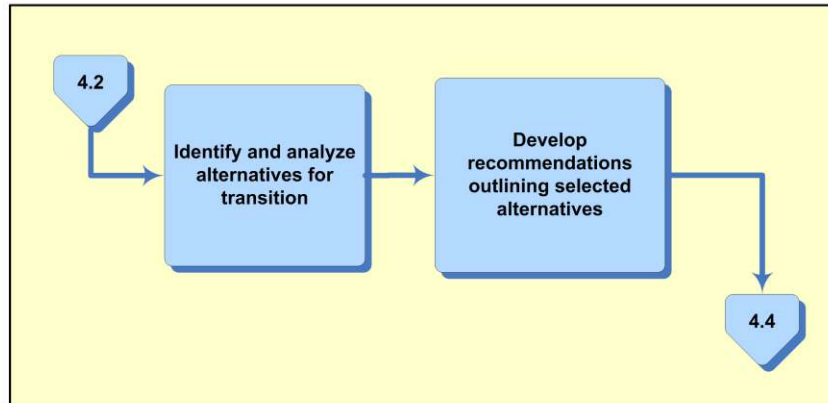 4.2
Identify and analyze
alternatives for
transition
Develop
recommendations
outlining selected
alternatives
4.4